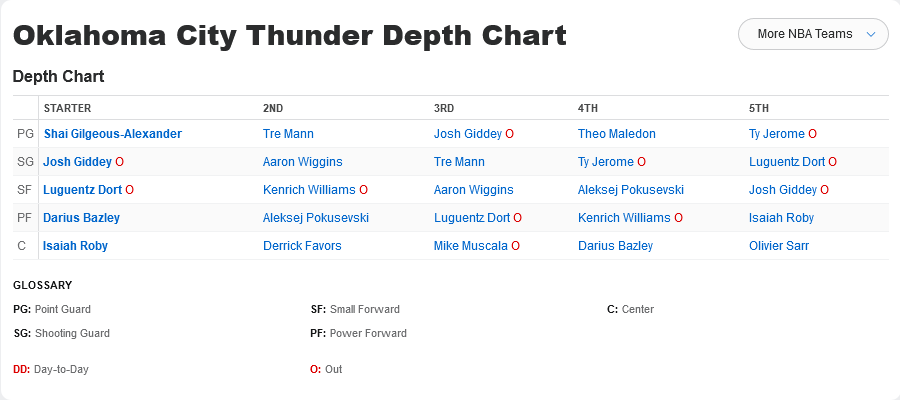 Oklahoma City Thunder Depth Chart
More NBA Teams
Depth Chart
STARTER 2ND 3RD 4TH 5TH
PG Shai Gilgeous-Alexander Tre Mann Josh Giddey O Theo Maledon Ty Jerome O
SG Josh Giddey O Aaron Wiggins Tre Mann Ty Jerome O Luguentz Dort O
SF Luguentz Dort O Kenrich Williams O Aaron Wiggins Aleksej Pokusevski Josh Giddey O
PF Darius Bazley Aleksej Pokusevski Luguentz Dort O Kenrich Williams O Isaiah Roby
C Isaiah Roby Derrick Favors Mike Muscala O Darius Bazley Olivier Sarr
GLOSSARY
PG: Point Guard SF: Small Forward C: Center
SG: Shooting Guard PF: Power Forward
DD: Day-to-Day O: Out